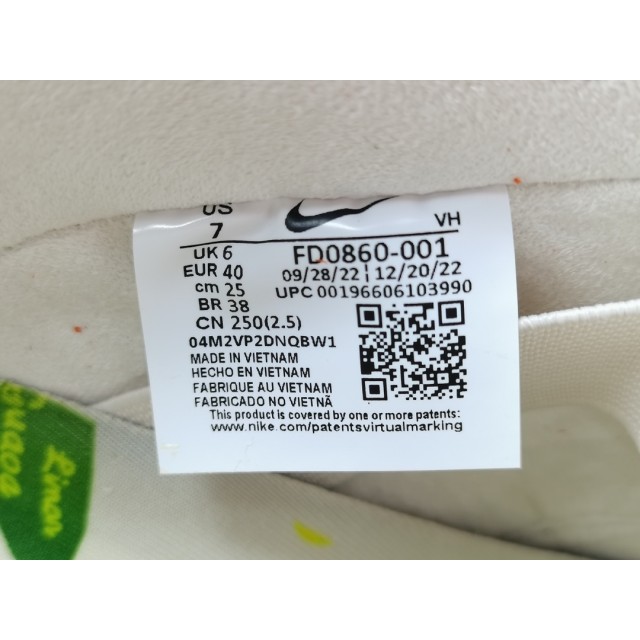 US
7
VH
UK 6
FD0860-001
EUR 40
09/28/22 | 12/20/22
cm 25
UPC 00196606103990
BR 38
CN 250(2.5)
04M2VP2DNQBW1
MADE IN VIETNAM
HECHO EN VIETNAM
FABRIQUE AU VIETNAM
FABRICADO NO VIETNÃ
This product is covered by one or more patents:
www.nike.com/patentsvirtualmarking